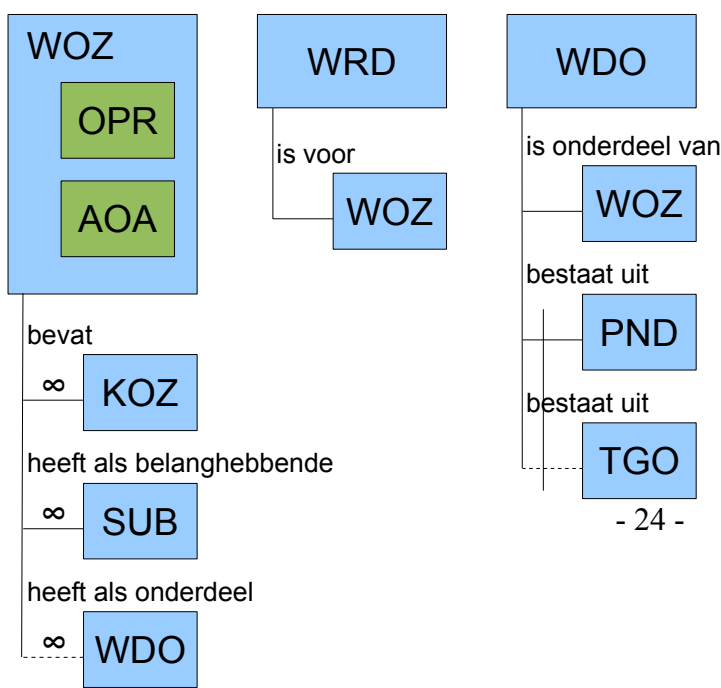 WOZ
OPR
AOA
bevat
∞
KOZ
heeft als belanghebbende
∞
SUB
heeft als onderdeel
∞
WDO
WRD
is voor
WOZ
WDO
is onderdeel van
WOZ
bestaat uit
PND
bestaat uit
TGO
- 24 -